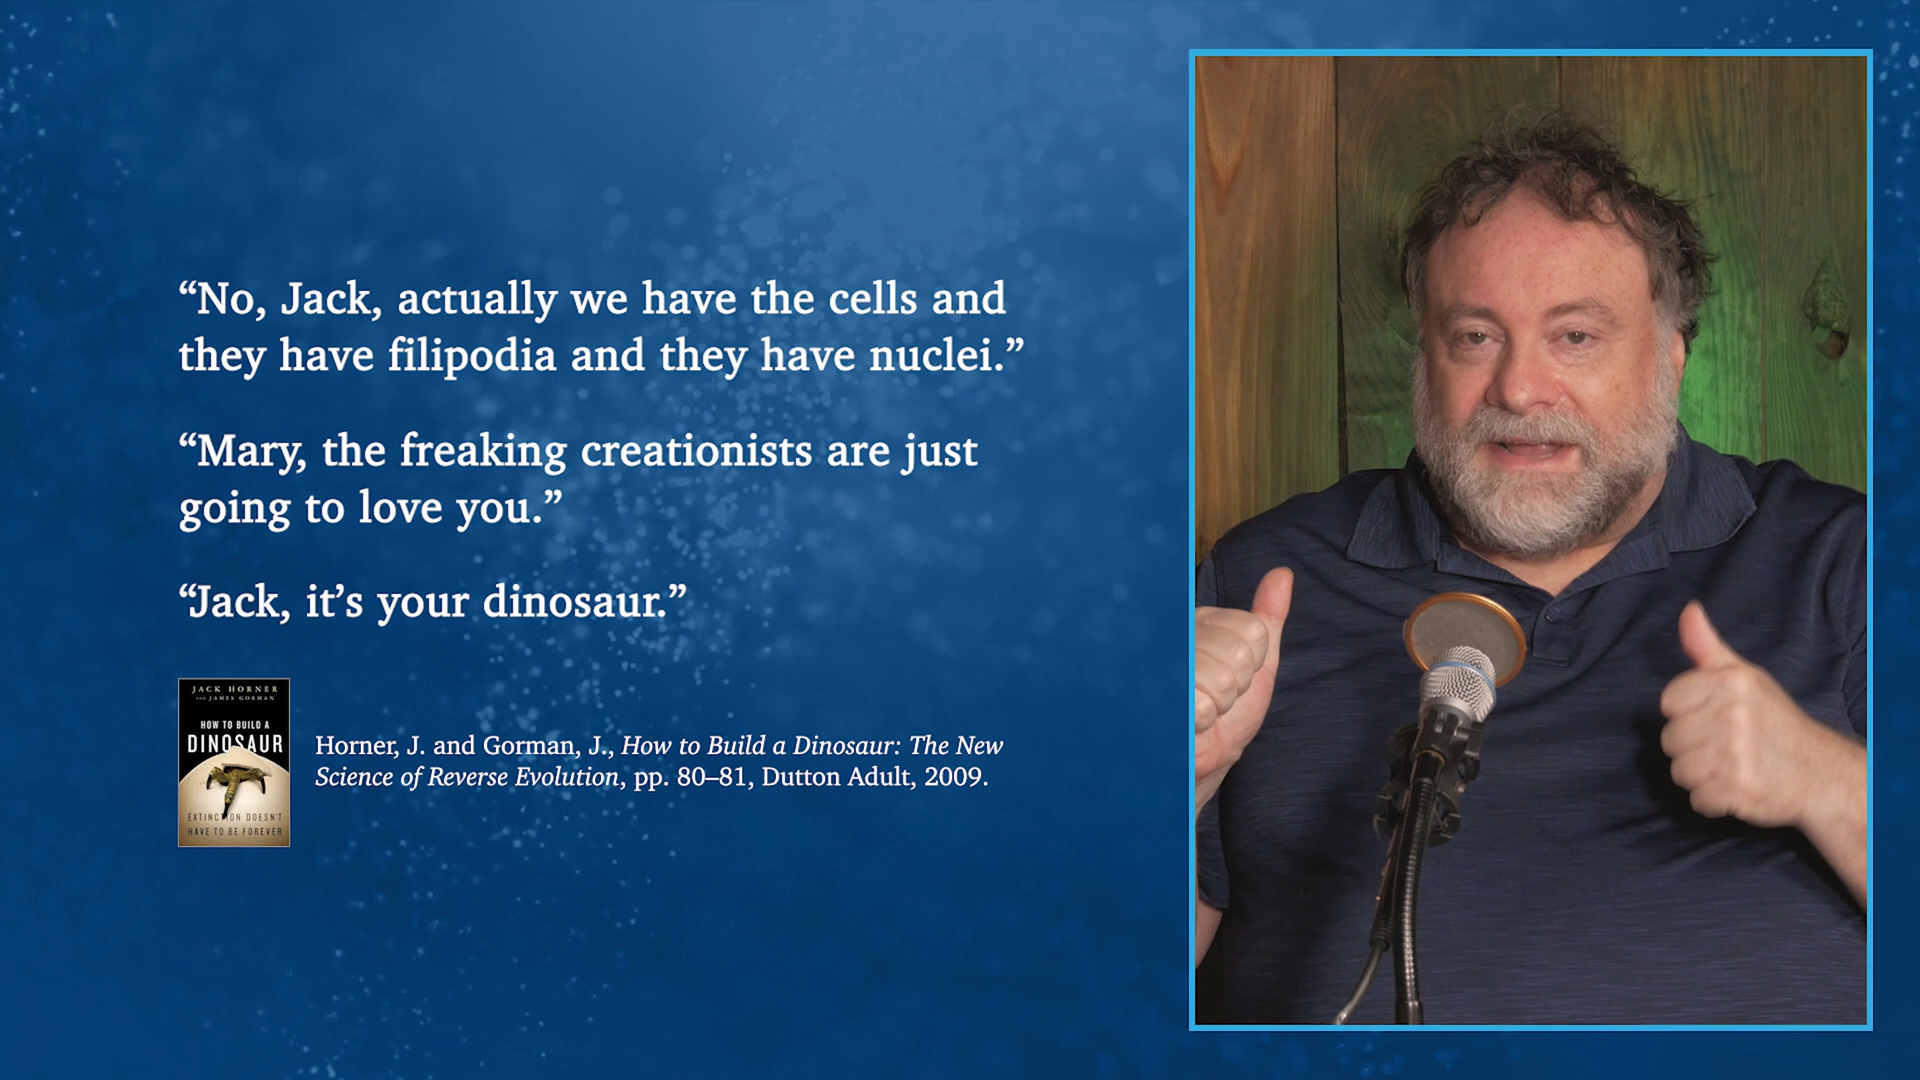 “No, Jack, actually we have the cells and
they have filipodia and they have nuclei.”
“Mary, the freaking creationists are just
going to love you.”
“Jack, it’s your dinosaur.”
JACK HORNER
AND JAMES GORMAN
HOW TO BUILD A
DINOSAUR
EXTINCTION DOESN'T
HAVE TO BE FOREVER
Horner, J. and Gorman, J., How to Build a Dinosaur: The New
Science of Reverse Evolution, pp. 80–81, Dutton Adult, 2009.